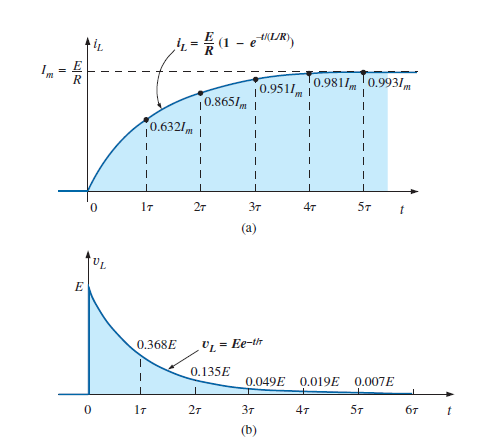 i_L
i_L = E/R (1 − e^−t/(L/R))
I_m = E/R
0.632I_m
0.865I_m
0.951I_m
0.981I_m
0.993I_m
0 1τ 2τ 3τ 4τ 5τ t
(a)
υ_L
E
0.368E
υ_L = Ee^−t/τ
0.135E
0.049E 0.019E 0.007E
0 1τ 2τ 3τ 4τ 5τ 6τ t
(b)